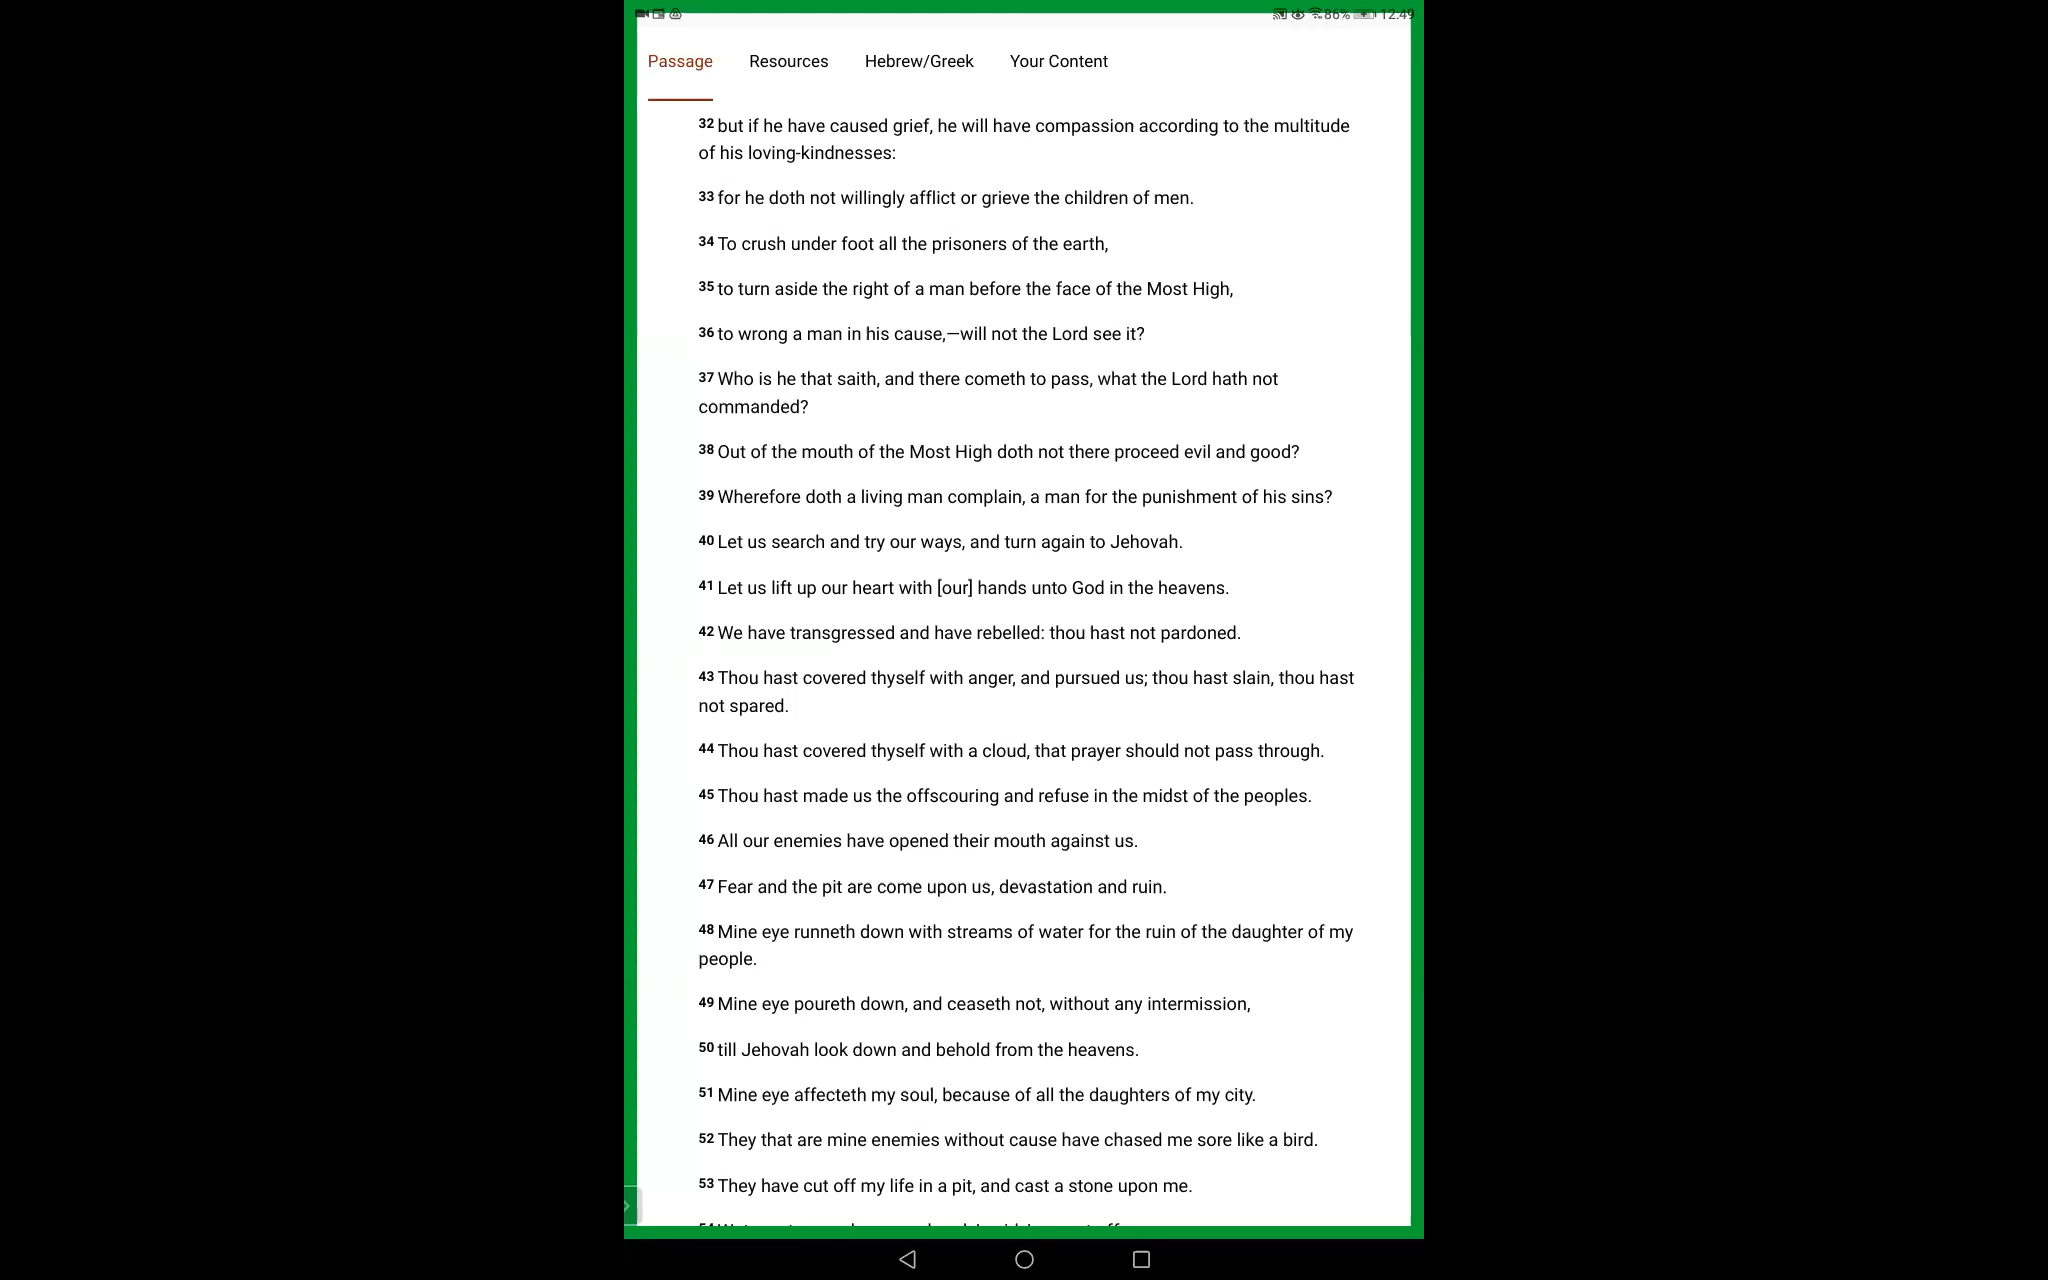 86% 12:49
Passage Resources Hebrew/Greek Your Content
32 but if he have caused grief, he will have compassion according to the multitude
of his loving-kindnesses:
33 for he doth not willingly afflict or grieve the children of men.
34 To crush under foot all the prisoners of the earth,
35 to turn aside the right of a man before the face of the Most High,
36 to wrong a man in his cause,—will not the Lord see it?
37 Who is he that saith, and there cometh to pass, what the Lord hath not
commanded?
38 Out of the mouth of the Most High doth not there proceed evil and good?
39 Wherefore doth a living man complain, a man for the punishment of his sins?
40 Let us search and try our ways, and turn again to Jehovah.
41 Let us lift up our heart with [our] hands unto God in the heavens.
42 We have transgressed and have rebelled: thou hast not pardoned.
43 Thou hast covered thyself with anger, and pursued us; thou hast slain, thou hast
not spared.
44 Thou hast covered thyself with a cloud, that prayer should not pass through.
45 Thou hast made us the offscouring and refuse in the midst of the peoples.
46 All our enemies have opened their mouth against us.
47 Fear and the pit are come upon us, devastation and ruin.
48 Mine eye runneth down with streams of water for the ruin of the daughter of my
people.
49 Mine eye poureth down, and ceaseth not, without any intermission,
50 till Jehovah look down and behold from the heavens.
51 Mine eye affecteth my soul, because of all the daughters of my city.
52 They that are mine enemies without cause have chased me sore like a bird.
53 They have cut off my life in a pit, and cast a stone upon me.